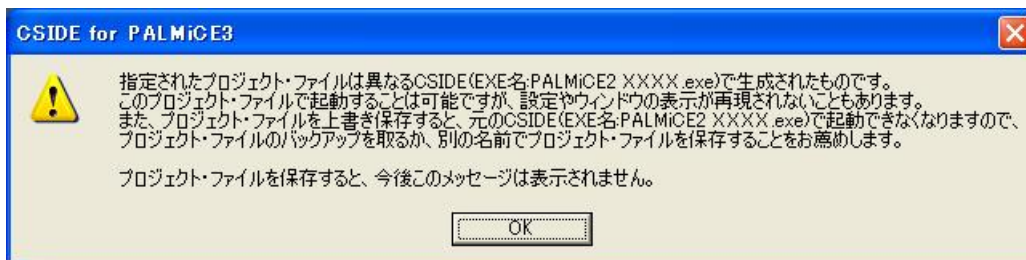 CSIDE for PALMiCE3
指定されたプロジェクト・ファイルは異なるCSIDE(EXE名:PALMiCE2 XXXX.exe)で生成されたものです。
このプロジェクト・ファイルで起動することは可能ですが、設定やウィンドウの表示が再現されないこともあります。
また、プロジェクト・ファイルを上書き保存すると、元のCSIDE(EXE名:PALMiCE2 XXXX.exe)で起動できなくなりますので、
プロジェクト・ファイルのバックアップを取るか、別の名前でプロジェクト・ファイルを保存することをお薦めします。
プロジェクト・ファイルを保存すると、今後このメッセージは表示されません。
OK